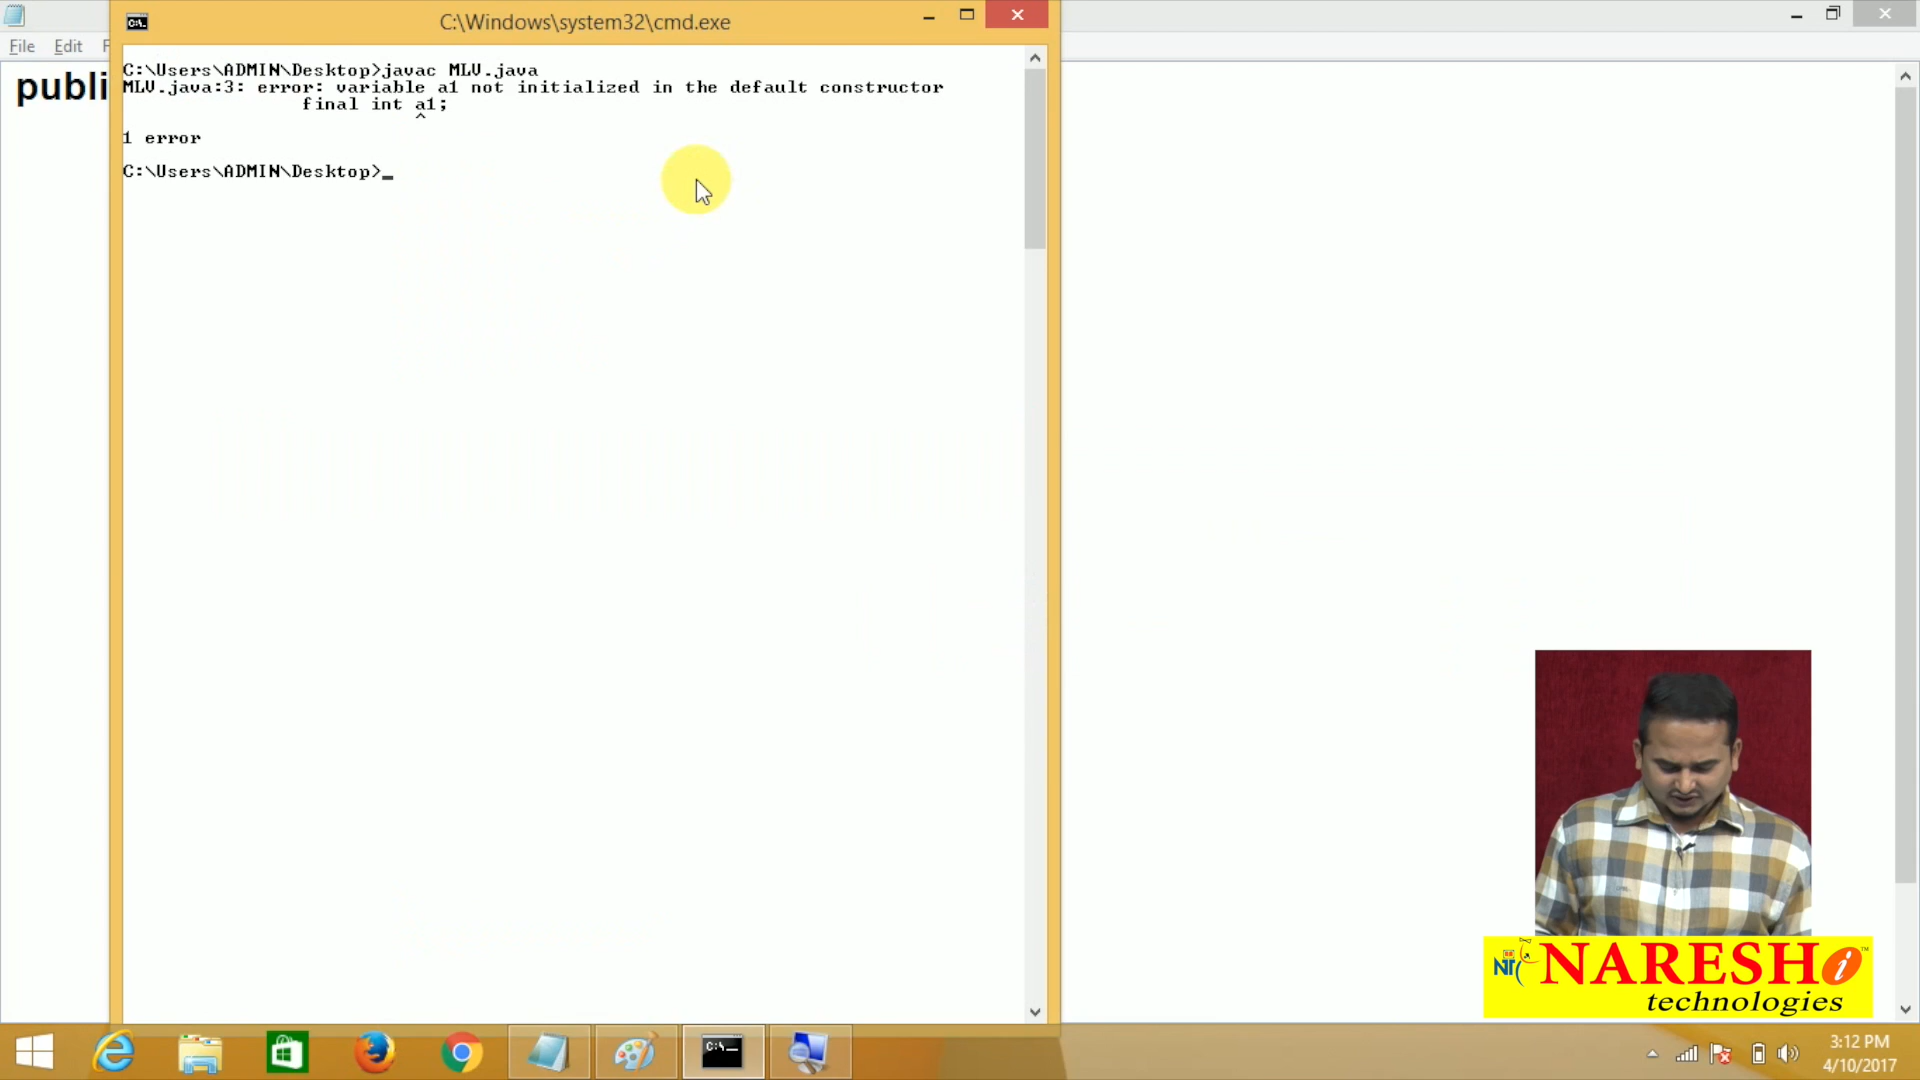 C:\Windows\system32\cmd.exe
File Edit F
publi
C:\Users\ADMIN\Desktop>javac MLV.java
MLV.java:3: error: variable a1 not initialized in the default constructor
final int a1;
^
1 error
C:\Users\ADMIN\Desktop>_
NARESH i ™
technologies
3:12 PM
4/10/2017